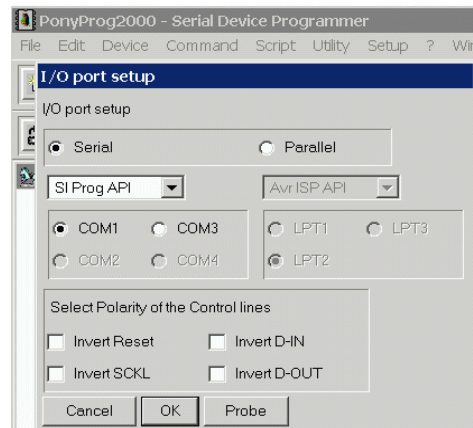 PonyProg2000 - Serial Device Programmer
File Edit Device Command Script Utility Setup ? Wi
I/O port setup
I/O port setup
Serial Parallel
SI Prog API Avr ISP API
COM1 COM3 LPT1 LPT3
COM2 COM4 LPT2
Select Polarity of the Control lines
Invert Reset Invert D-IN
Invert SCKL Invert D-OUT
Cancel OK Probe